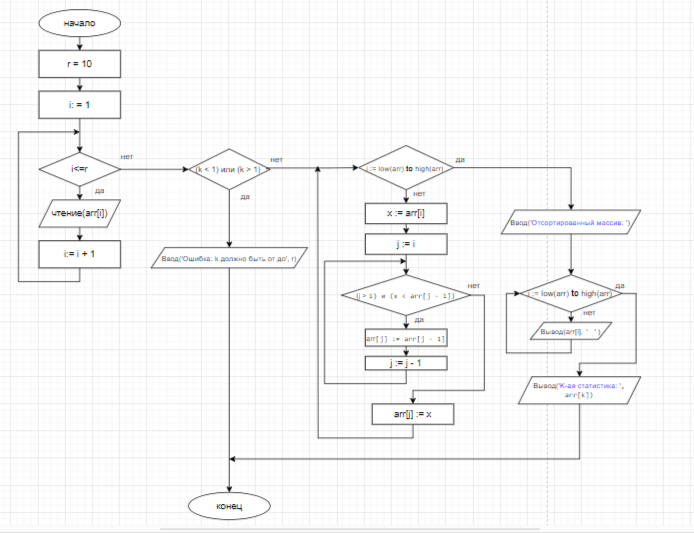 начало
r = 10
i: = 1
i<=r
нет
да
чтение(arr[i])
i:= i + 1
(k < 1) или (k > 1)
нет
да
Ввод('Ошибка: k должно быть от до', r)
i := low(arr) to high(arr)
да
нет
x := arr[i]
j := i
(j > 1) и (x < arr[j - 1])
нет
да
arr[j] := arr[j - 1]
j := j - 1
arr[j] := x
Ввод('Отсортированный массив: ')
i := low(arr) to high(arr)
да
нет
Вывод(arr[i], ' ')
Вывод('K-ая статистика: ',
arr[k])
конец